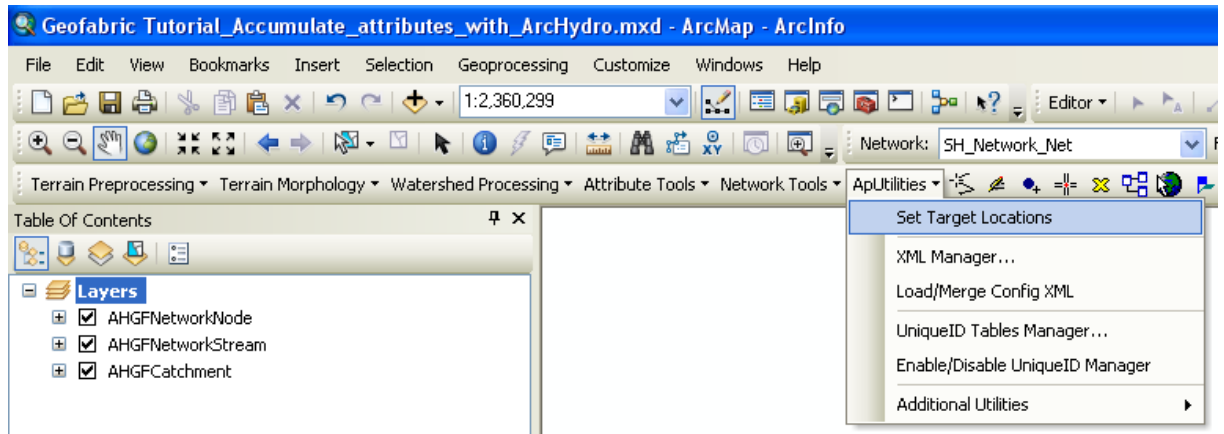 Geofabric Tutorial_Accumulate_attributes_with_ArcHydro.mxd - ArcMap - ArcInfo
File Edit View Bookmarks Insert Selection Geoprocessing Customize Windows Help
1:2,360,299 Editor
Network: SH_Network_Net
Terrain Preprocessing Terrain Morphology Watershed Processing Attribute Tools Network Tools ApUtilities
Table Of Contents
Set Target Locations
XML Manager...
Layers
Load/Merge Config XML
AHGFNetworkNode
UniqueID Tables Manager...
AHGFNetworkStream
Enable/Disable UniqueID Manager
AHGFCatchment
Additional Utilities